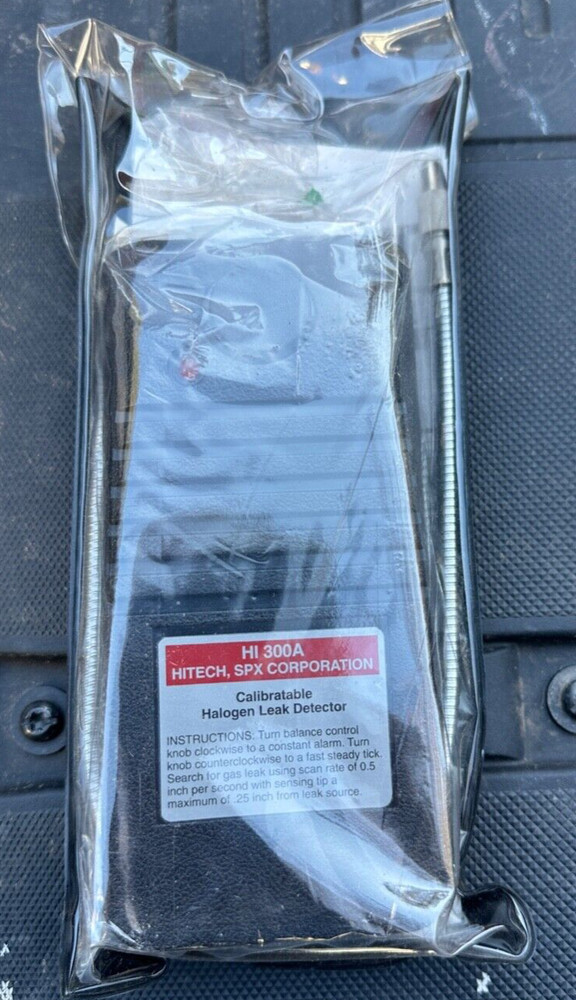 HI 300A
HITECH, SPX CORPORATION
Calibratable
Halogen Leak Detector
INSTRUCTIONS: Turn balance control
knob clockwise to a constant alarm. Turn
knob counterclockwise to a fast steady tick.
Search for gas leak using scan rate of 0.5
inch per second with sensing tip a
maximum of .25 inch from leak source.